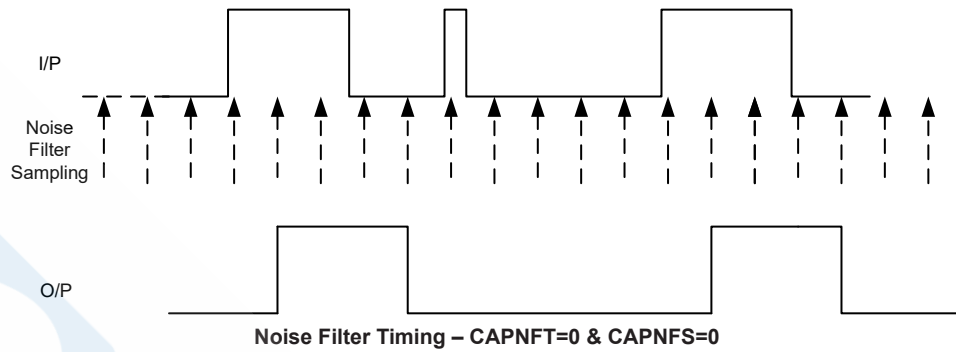 I/P
Noise
Filter
Sampling
O/P
Noise Filter Timing – CAPNFT=0 & CAPNFS=0